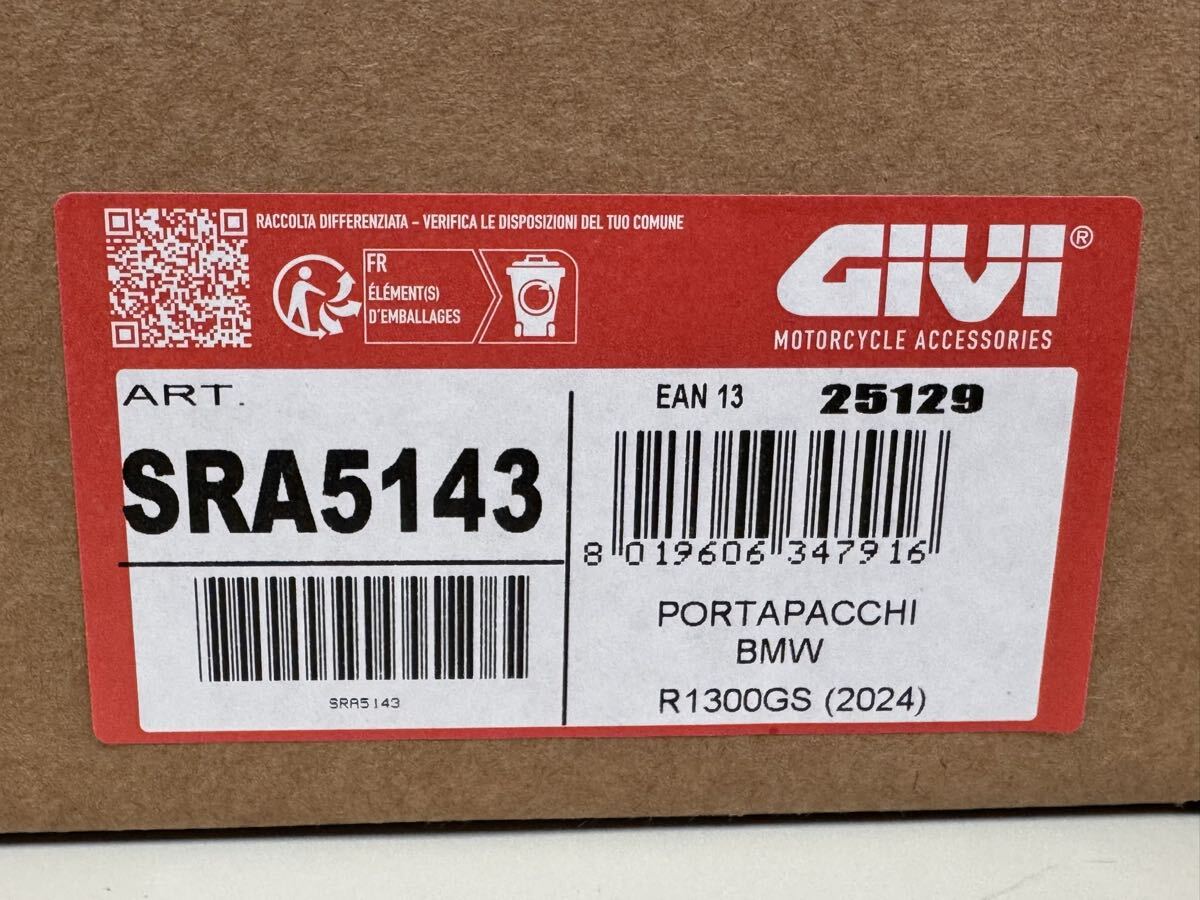 RACCOLTA DIFFERENZIATA – VERIFICA LE DISPOSIZIONI DEL TUO COMUNE
FR
ÉLÉMENT(S)
D'EMBALLAGES
GIVI®
MOTORCYCLE ACCESSORIES
ART.
SRA5143
SRA5143
EAN 13 25129
8 019606 347916
PORTAPACCHI
BMW
R1300GS (2024)